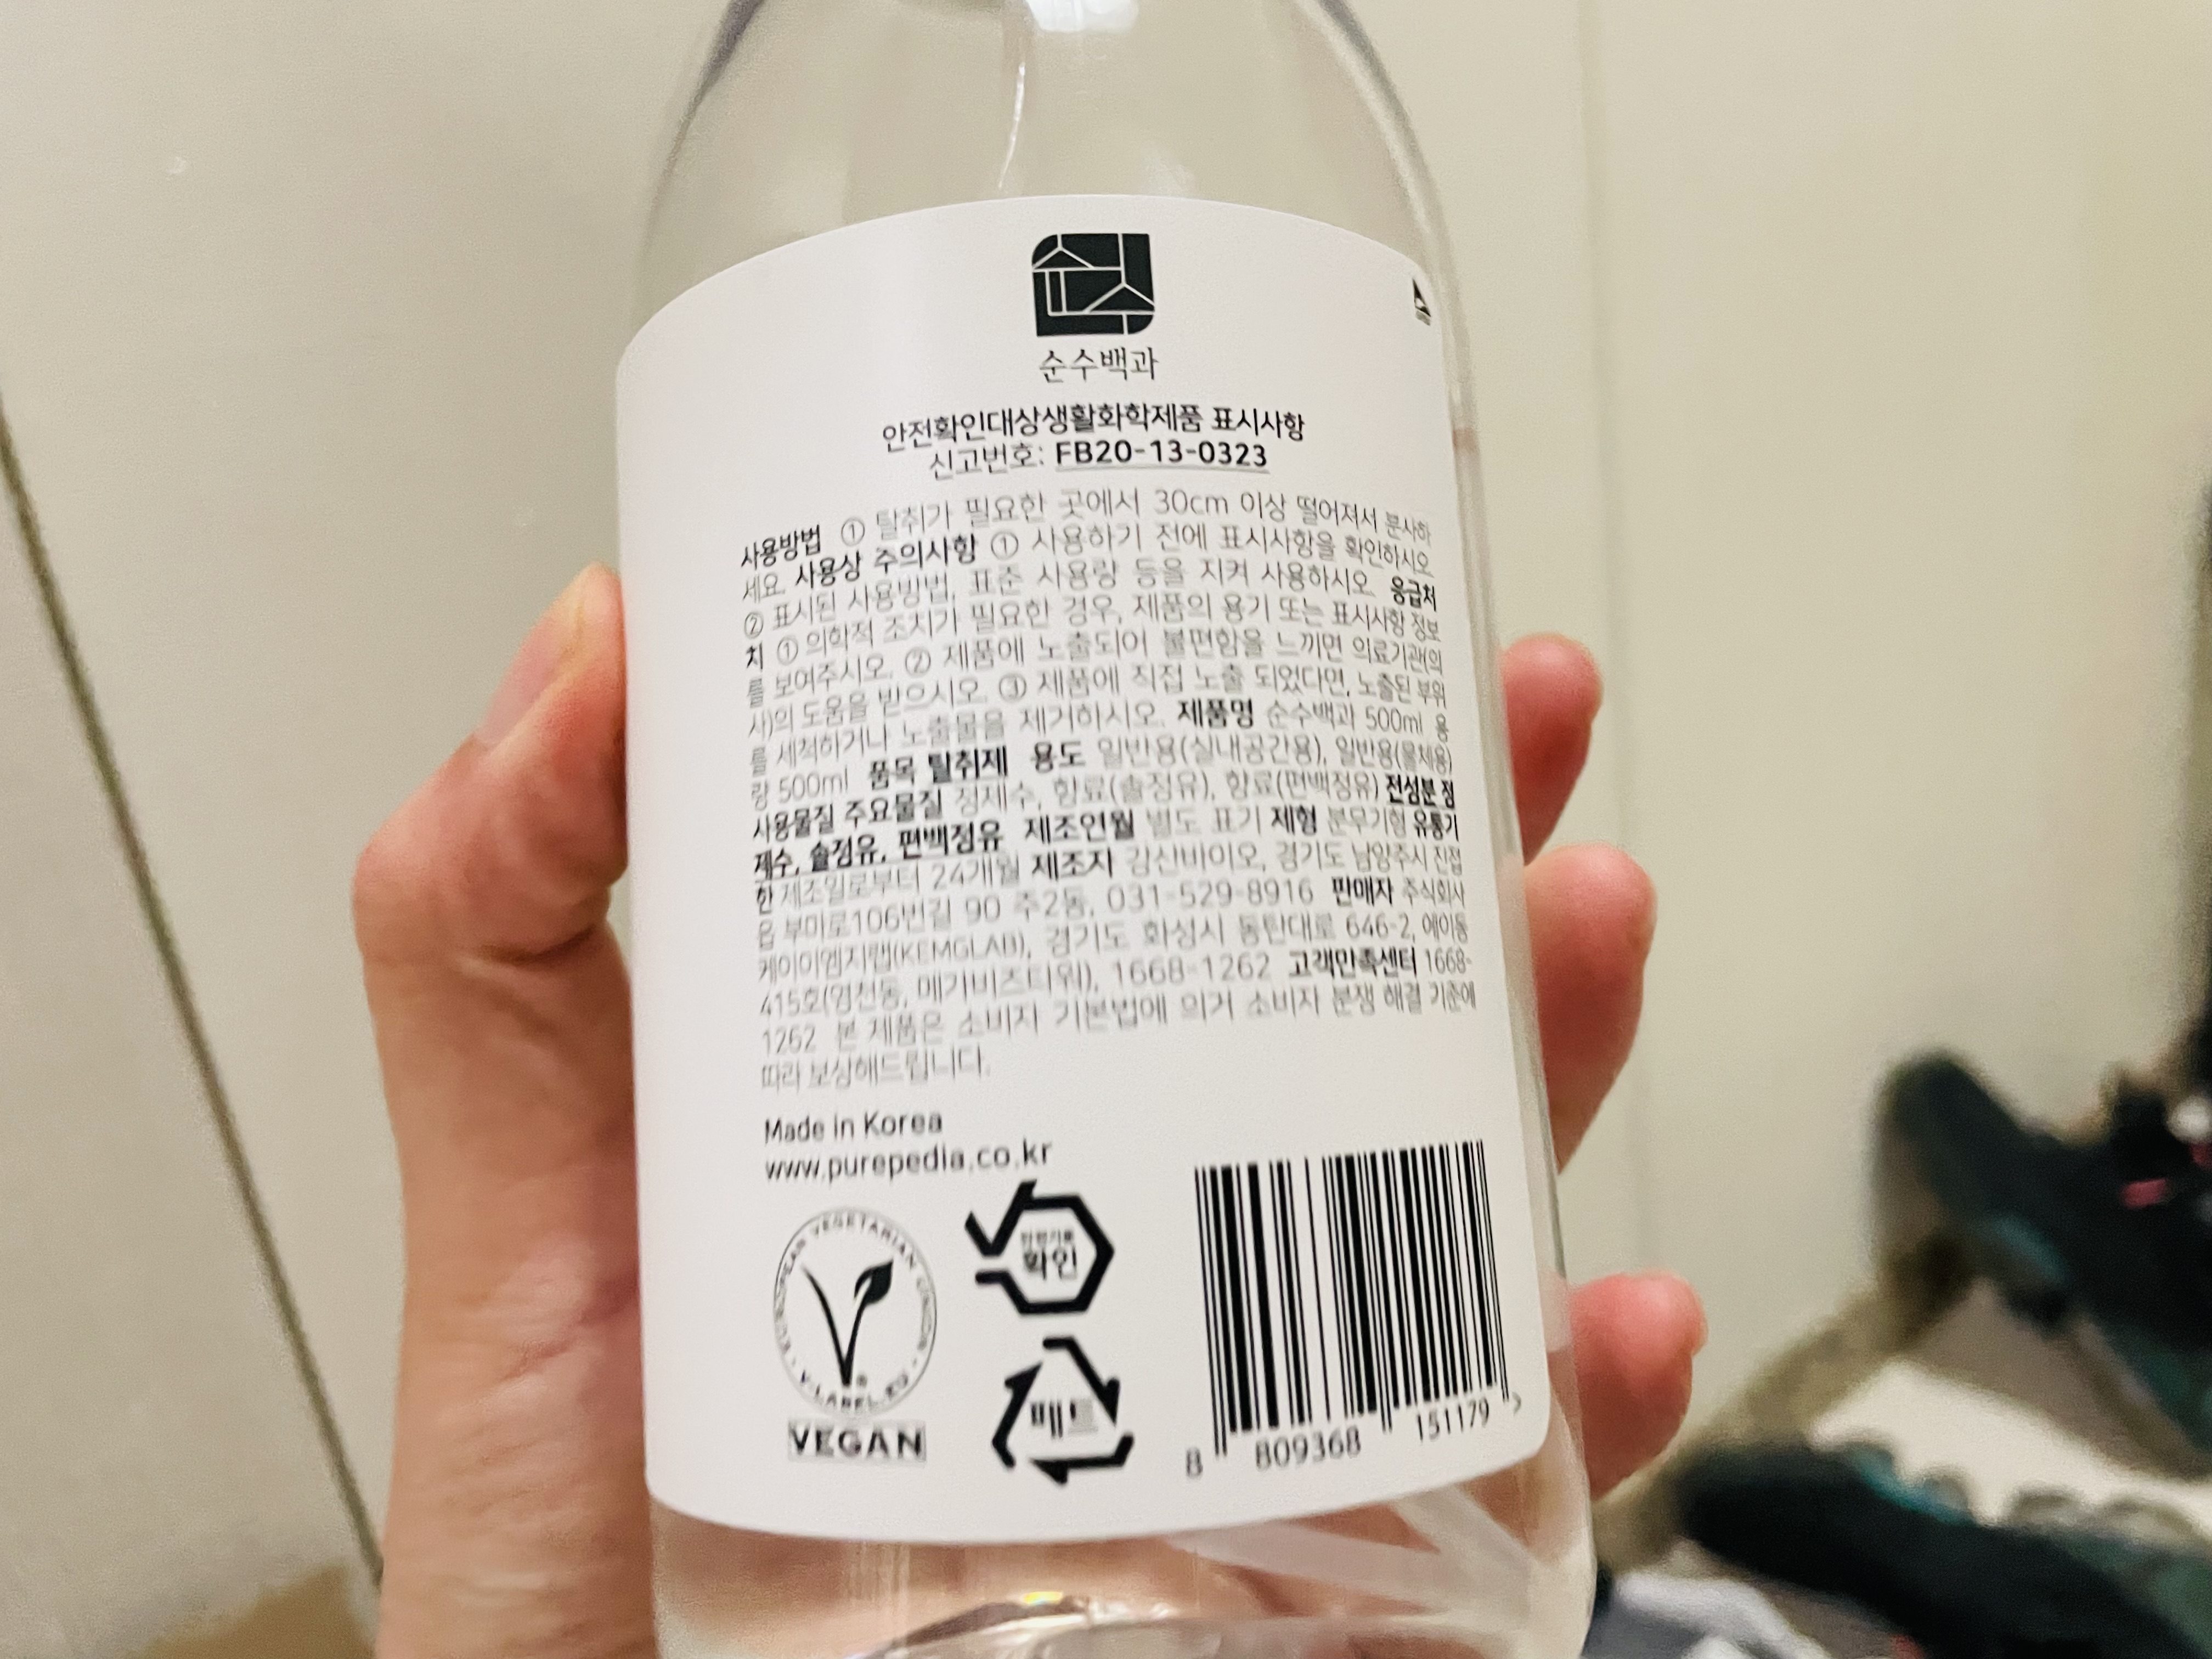 순수백과
안전확인대상생활화학제품 표시사항
신고번호: FB20-13-0323
사용방법 ① 탈취가 필요한 곳에서 30cm 이상 떨어져서 분사하
세요. 사용상 주의사항 ① 사용하기 전에 표시사항을 확인하시오
② 표시된 사용방법, 표준 사용량 등을 지켜 사용하시오. 응급처
치 ① 의학적 조치가 필요한 경우, 제품의 용기 또는 표시사항 정보
를 보여주시오. ② 제품에 노출되어 불편함을 느끼면 의료기관(의
사)의 도움을 받으시오. ③ 제품에 직접 노출 되었다면, 노출된 부위
를 세척하거나 노출물을 제거하시오. 제품명 순수백과 500ml 용
량 500ml 품목 탈취제 용도 일반용(실내공간용), 일반용(물체용)
사용물질 주요물질 정제수, 향료(솔정유), 향료(편백정유) 전성분 정
제수, 솔정유, 편백정유 제조연월 별도 표기 제형 분무기형 유통기
한 제조일로부터 24개월 제조자 감산바이오, 경기도 남양주시 진접
읍 부마로106번길 90 주2동, 031-529-8916 판매자 주식회사
케이이엠지랩(KEMGLAB), 경기도 화성시 동탄대로 646-2, 에이동
415호(영천동, 메가비즈타워), 1668-1262 고객만족센터 1668-
1262 본 제품은 소비자 기본법에 의거 소비자 분쟁 해결 기준에
따라 보상해드립니다.
Made in Korea
www.purepedia.co.kr
EUROPEAN VEGETARIAN UNION
V-LABEL.EU
VEGAN
안전기준
확인
페트
8 809368 151179 >